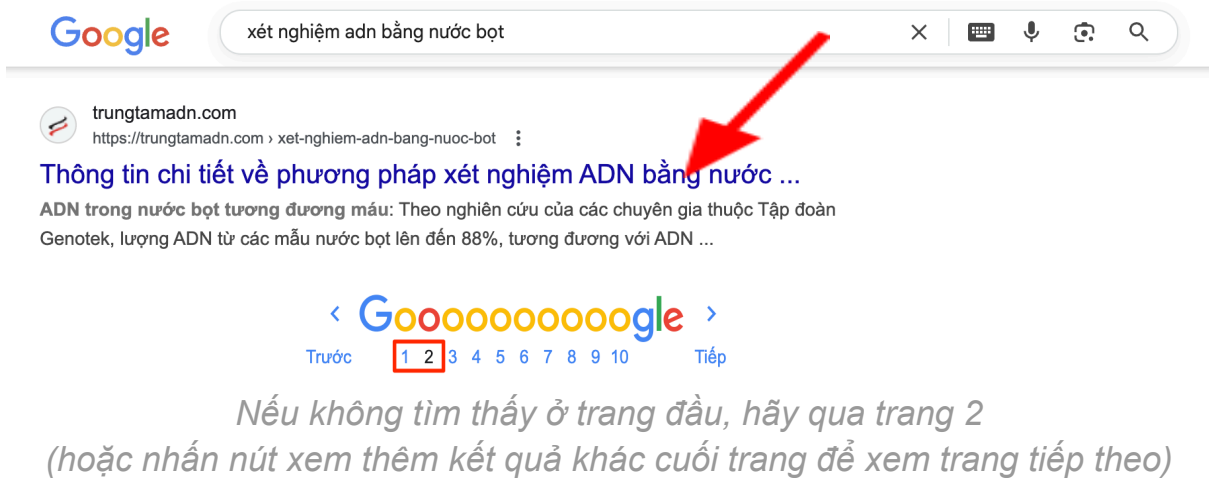 Google
xét nghiệm adn bằng nước bọt
trungtamadn.com
https://trungtamadn.com › xet-nghiem-adn-bang-nuoc-bot
Thông tin chi tiết về phương pháp xét nghiệm ADN bằng nước ...
ADN trong nước bọt tương đương máu: Theo nghiên cứu của các chuyên gia thuộc Tập đoàn
Genotek, lượng ADN từ các mẫu nước bọt lên đến 88%, tương đương với ADN ...
Goooooooooogle
Trước 1 2 3 4 5 6 7 8 9 10 Tiếp
Nếu không tìm thấy ở trang đầu, hãy qua trang 2
(hoặc nhấn nút xem thêm kết quả khác cuối trang để xem trang tiếp theo)